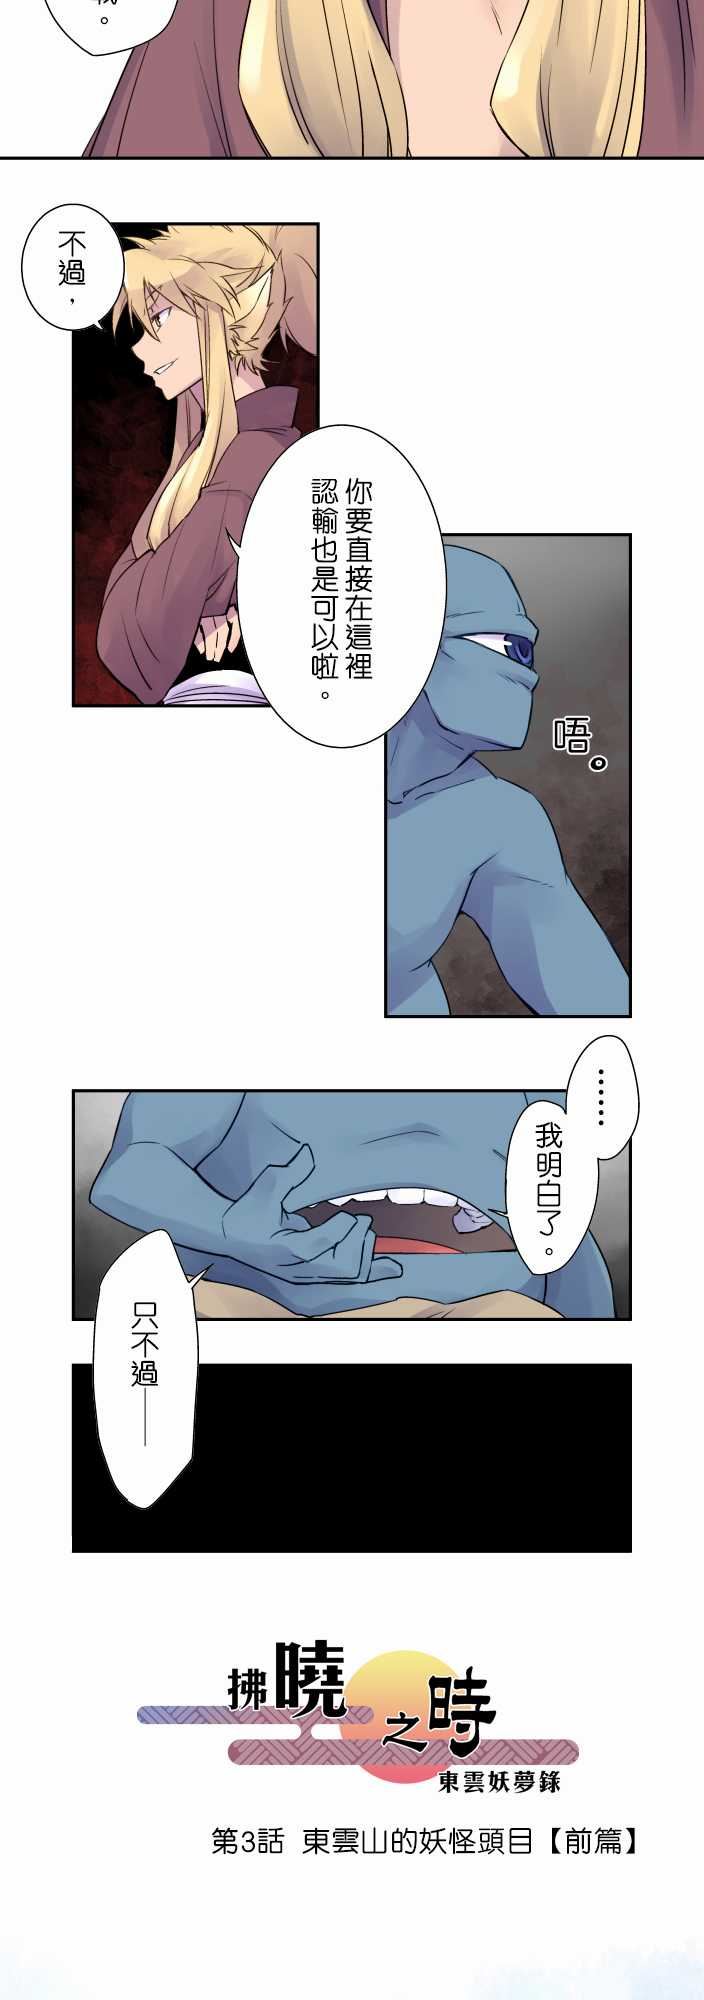 。
不過，
你要直接在這裡
認輸也是可以啦。
唔。
……
我明白了。
只不過——
拂曉之時
東雲妖夢錄
第3話 東雲山的妖怪頭目【前篇】